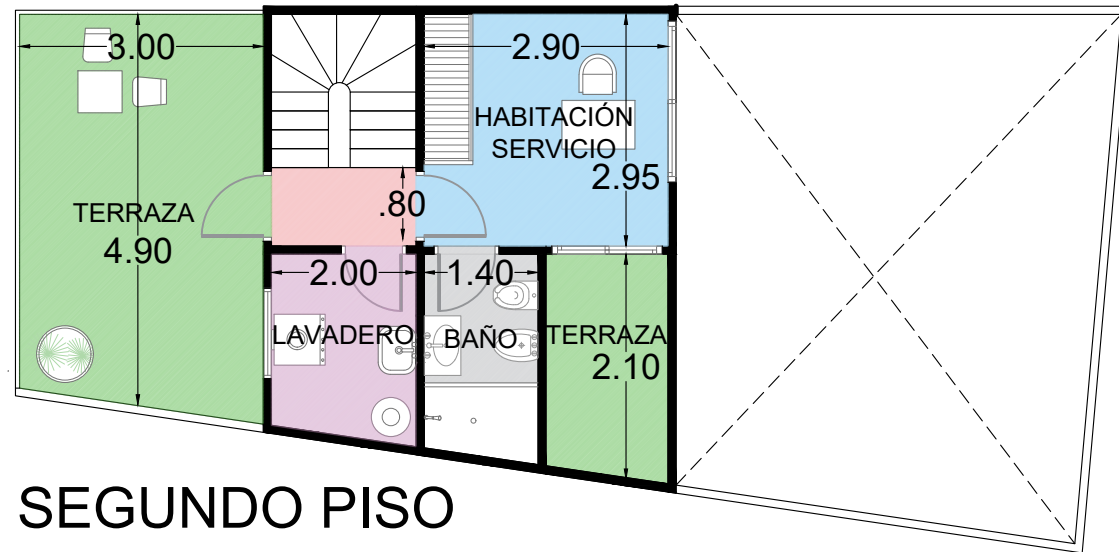 3.00
2.90
HABITACIÓN
SERVICIO
2.95
.80
TERRAZA
4.90
2.00
1.40
LAVADERO
BAÑO
TERRAZA
2.10
SEGUNDO PISO